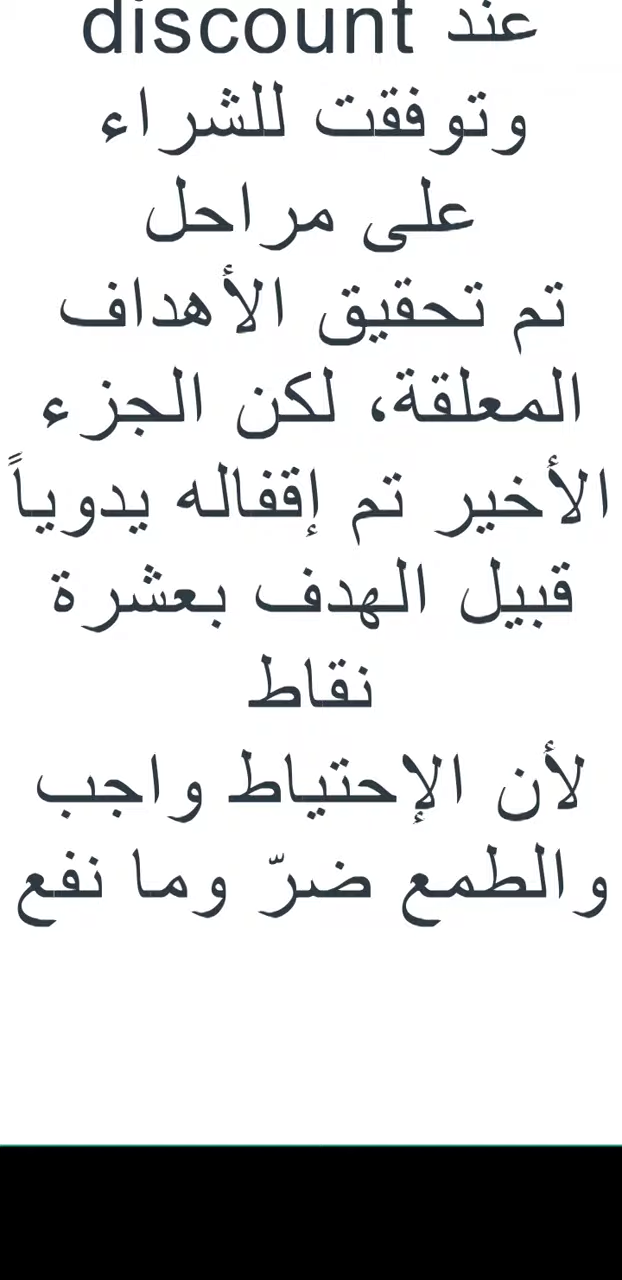 عند discount
وتوفقت للشراء
على مراحل
تم تحقيق الأهداف
المعلقة، لكن الجزء
الأخير تم إقفاله يدوياً
قبيل الهدف بعشرة
نقاط
لأن الإحتياط واجب
والطمع ضرّ وما نفع